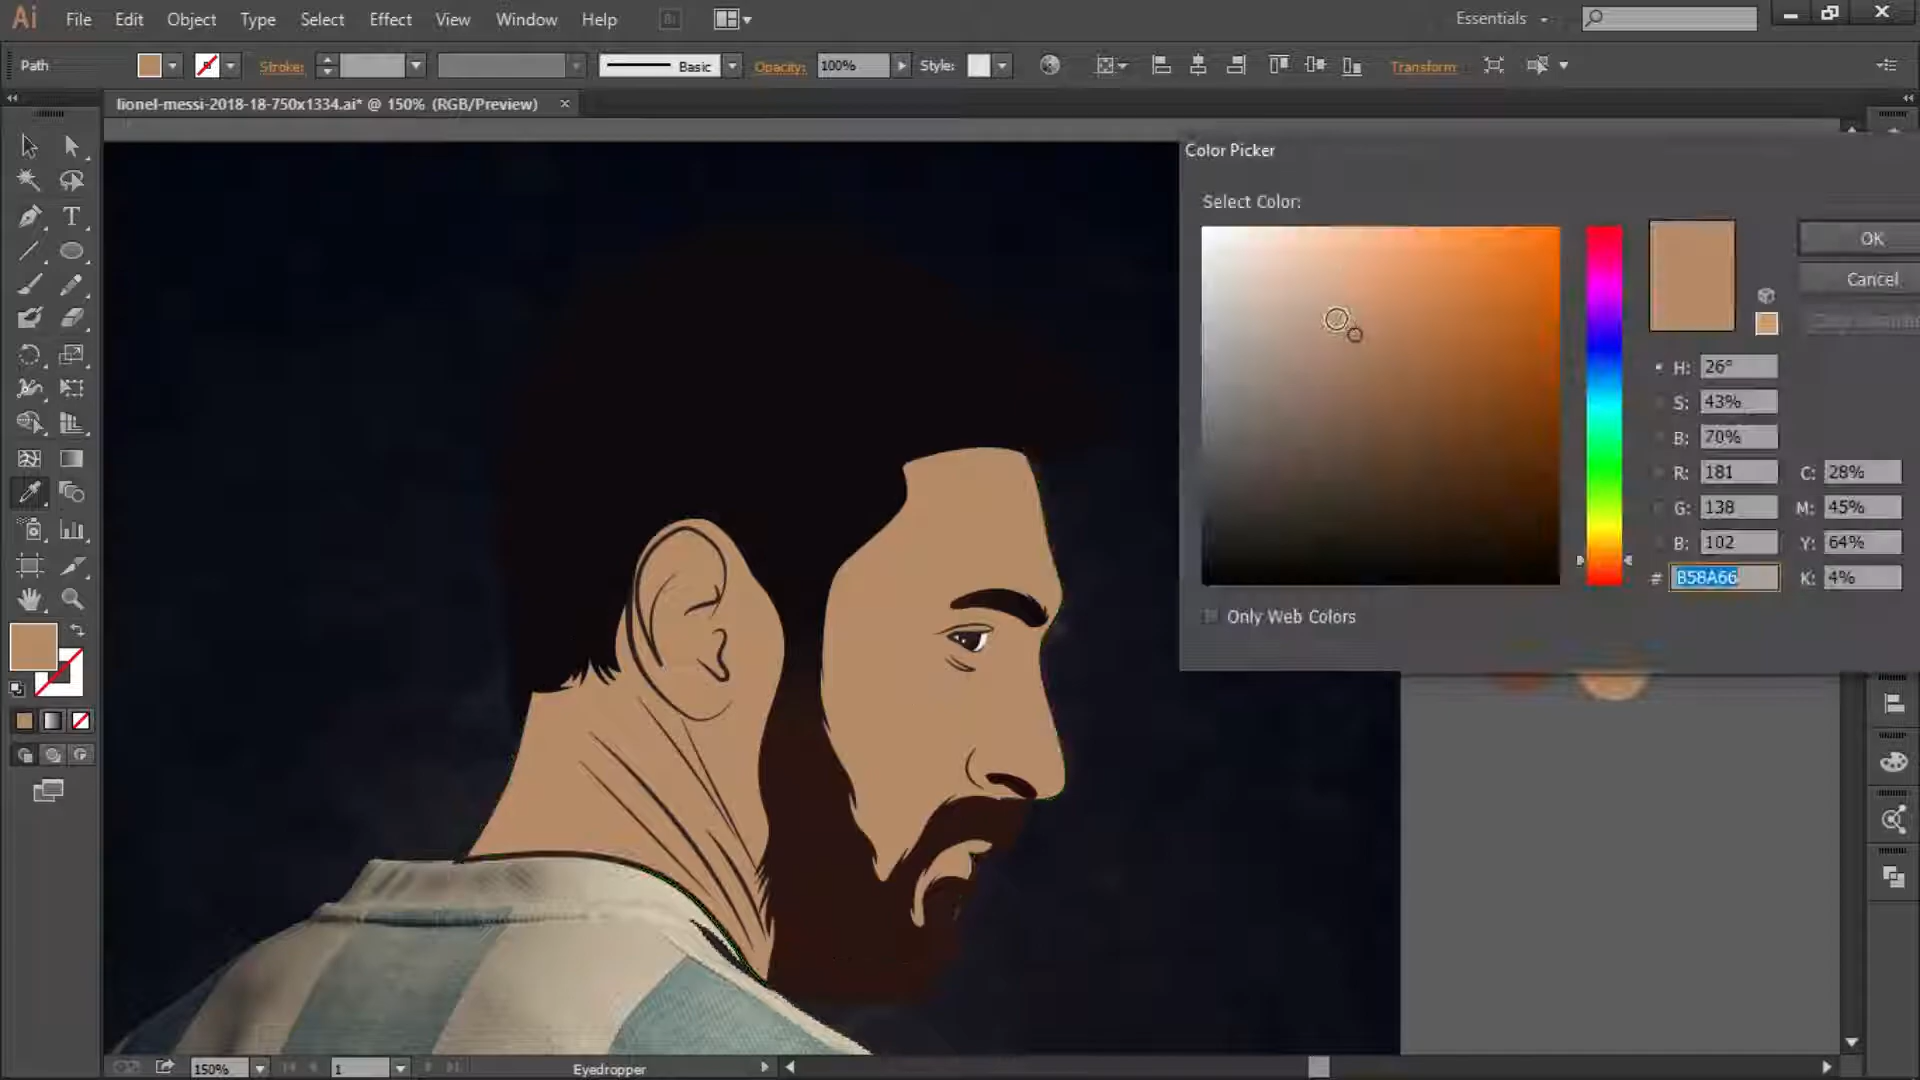 Ai File Edit Object Type Select Effect View Window Help Br Essentials
Path Stroke: Basic Opacity: 100% Style: Transform
lionel-messi-2018-18-750x1334.ai* @ 150% (RGB/Preview) ×
Color Picker
Select Color:
OK
Cancel
H: 26°
S: 43%
B: 70%
R: 181 C: 28%
G: 138 M: 45%
B: 102 Y: 64%
# B58A66 K: 4%
Only Web Colors
T
150% 1 Eyedropper